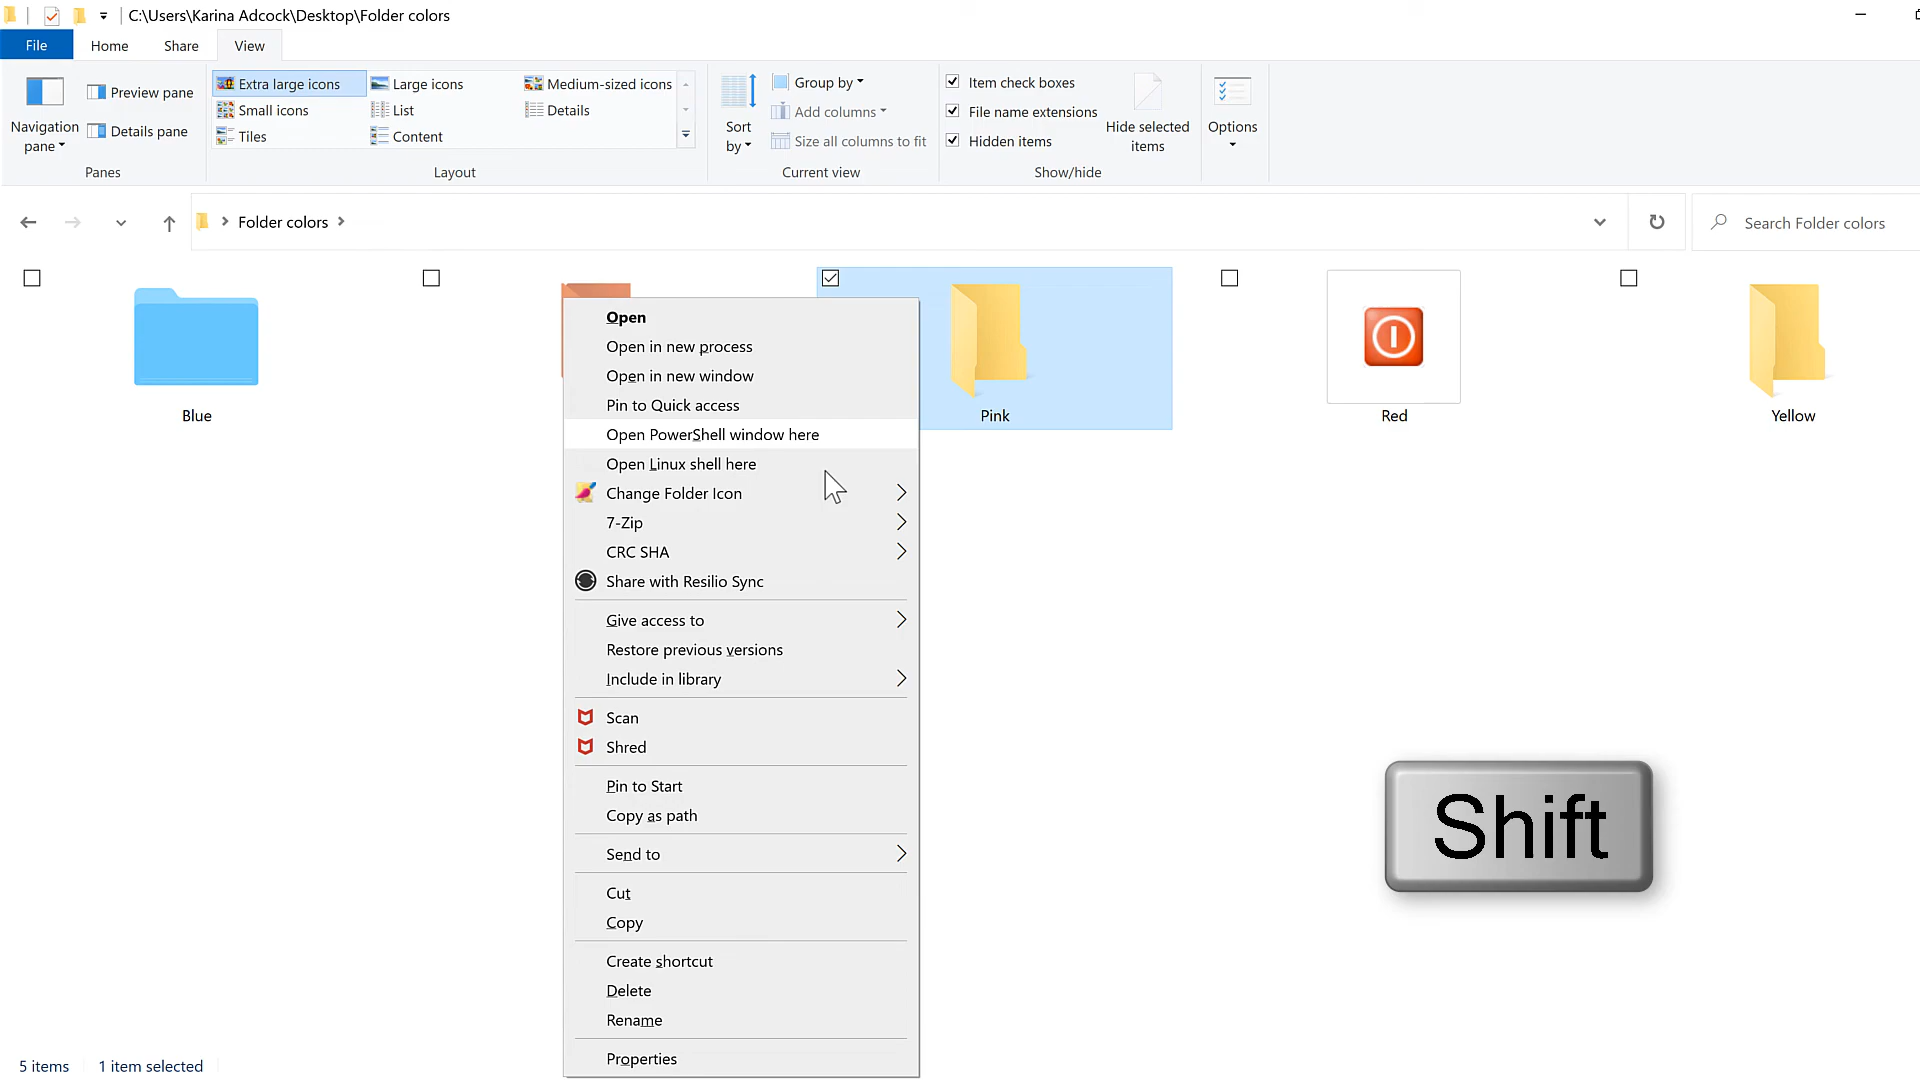 C:\Users\Karina Adcock\Desktop\Folder colors
File Home Share View
Navigation pane
Preview pane
Details pane
Panes
Extra large icons Large icons Medium-sized icons
Small icons List Details
Tiles Content
Layout
Sort by
Group by
Add columns
Size all columns to fit
Current view
Item check boxes
File name extensions
Hidden items
Hide selected items
Show/hide
Options
Folder colors
Search Folder colors
Blue
Pink
Red
Yellow
Open
Open in new process
Open in new window
Pin to Quick access
Open PowerShell window here
Open Linux shell here
Change Folder Icon
7-Zip
CRC SHA
Share with Resilio Sync
Give access to
Restore previous versions
Include in library
Scan
Shred
Pin to Start
Copy as path
Send to
Cut
Copy
Create shortcut
Delete
Rename
Properties
Shift
5 items 1 item selected